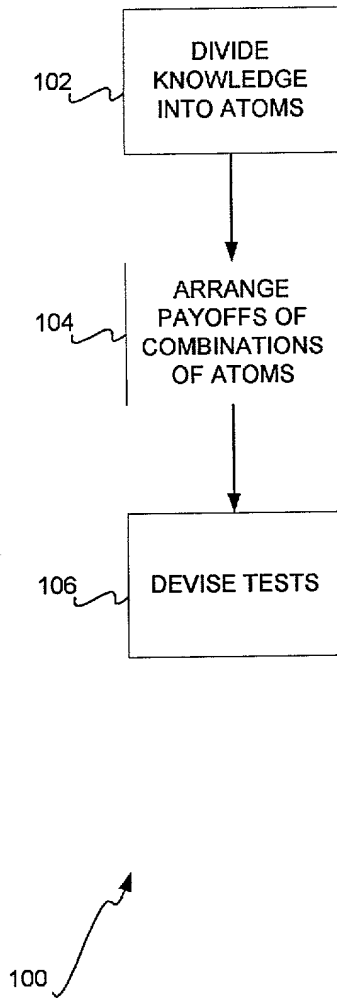 DIVIDE
KNOWLEDGE
INTO ATOMS
102
ARRANGE
PAYOFFS OF
COMBINATIONS
OF ATOMS
104
DEVISE TESTS
106
100